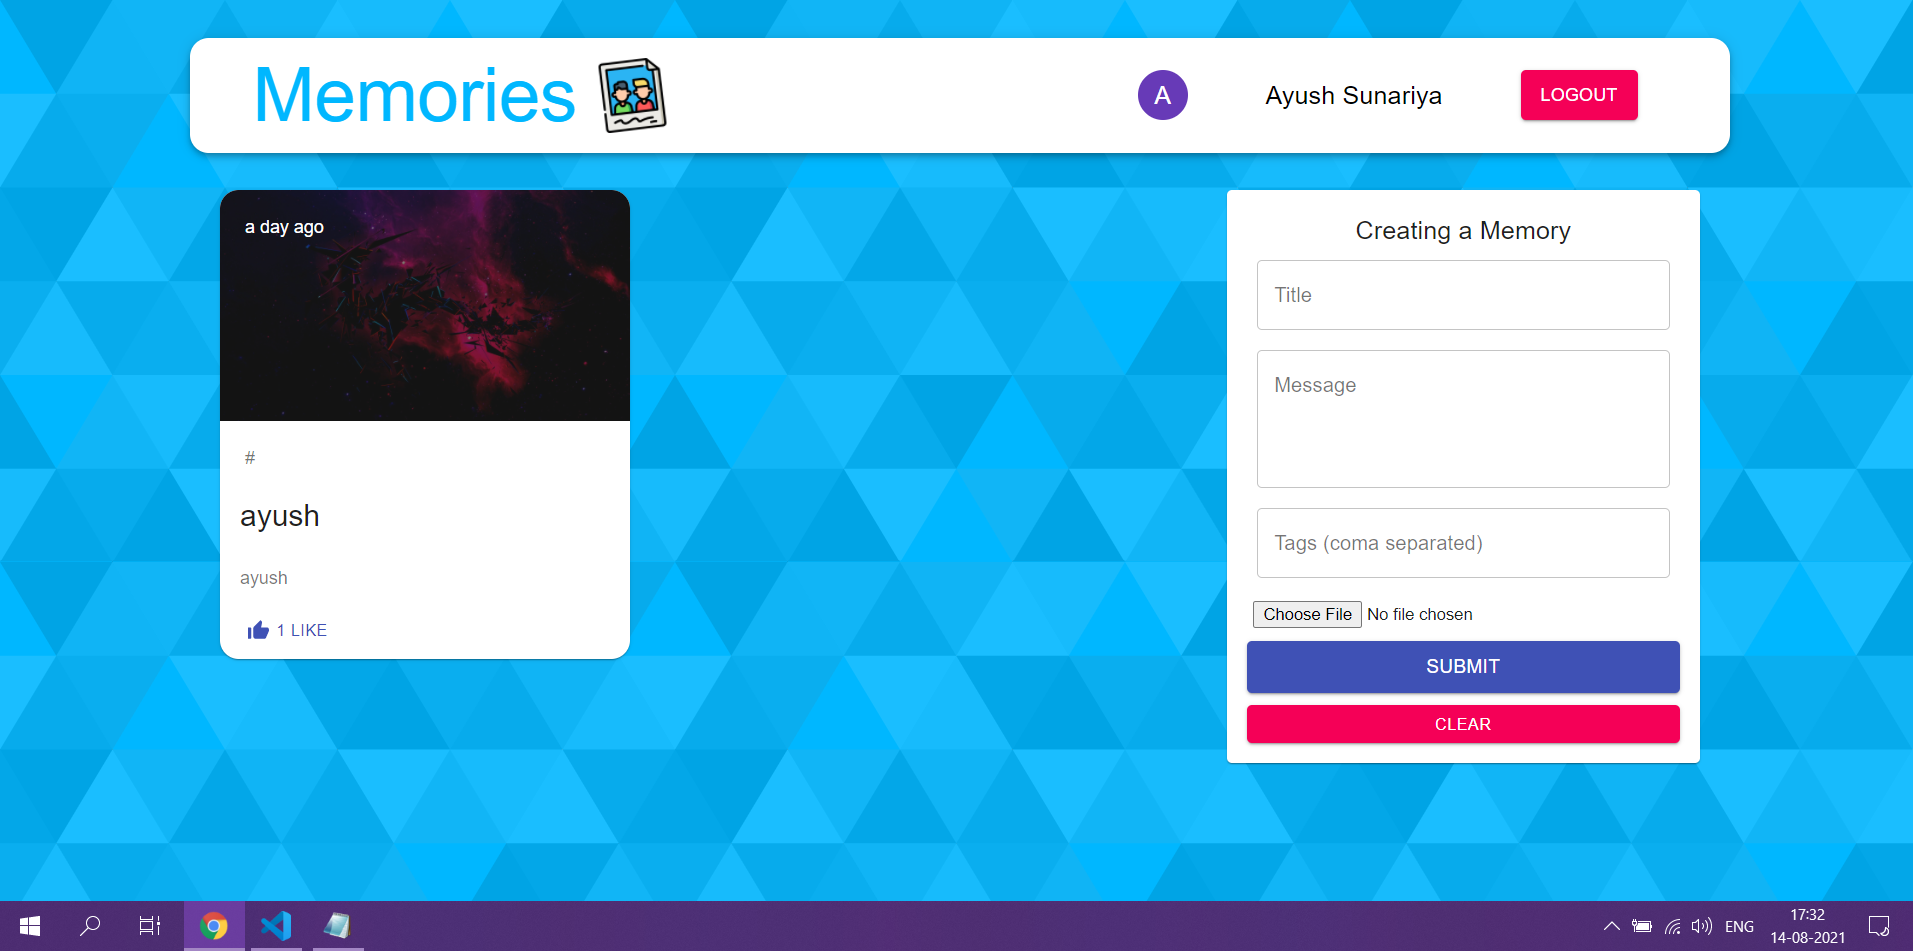 Memories
A
Ayush Sunariya
LOGOUT
a day ago
#
ayush
ayush
1 LIKE
Creating a Memory
Title
Message
Tags (coma separated)
Choose File No file chosen
SUBMIT
CLEAR
ENG
17:32
14-08-2021